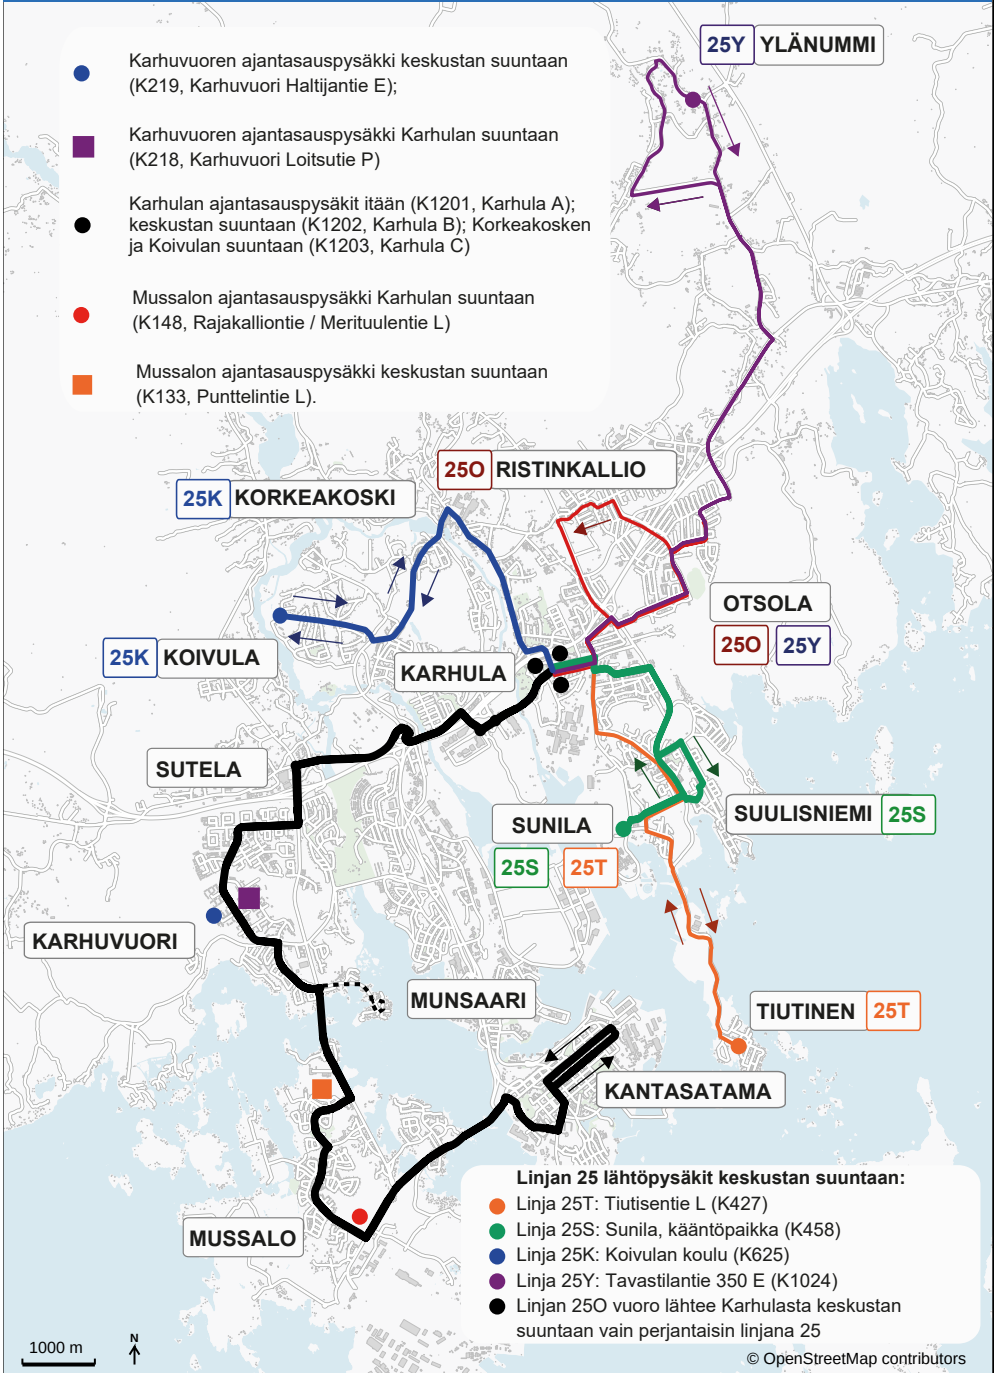 25Y YLÄNUMMI
Karhuvuoren ajantasauspysäkki keskustan suuntaan
(K219, Karhuvuori Haltijantie E);
Karhuvuoren ajantasauspysäkki Karhulan suuntaan
(K218, Karhuvuori Loitsutie P)
Karhulan ajantasauspysäkit itään (K1201, Karhula A);
keskustan suuntaan (K1202, Karhula B); Korkeakosken
ja Koivulan suuntaan (K1203, Karhula C)
Mussalon ajantasauspysäkki Karhulan suuntaan
(K148, Rajakalliontie / Merituulentie L)
Mussalon ajantasauspysäkki keskustan suuntaan
(K133, Punttelintie L).
25O RISTINKALLIO
25K KORKEAKOSKI
OTSOLA
25O 25Y
25K KOIVULA
KARHULA
SUTELA
SUULISNIEMI 25S
SUNILA
25S 25T
KARHUVUORI
MUNSAARI
TIUTINEN 25T
KANTASATAMA
MUSSALO
Linjan 25 lähtöpysäkit keskustan suuntaan:
Linja 25T: Tiutisentie L (K427)
Linja 25S: Sunila, kääntöpaikka (K458)
Linja 25K: Koivulan koulu (K625)
Linja 25Y: Tavastilantie 350 E (K1024)
Linjan 25O vuoro lähtee Karhulasta keskustan
suuntaan vain perjantaisin linjana 25
1000 m
N
© OpenStreetMap contributors